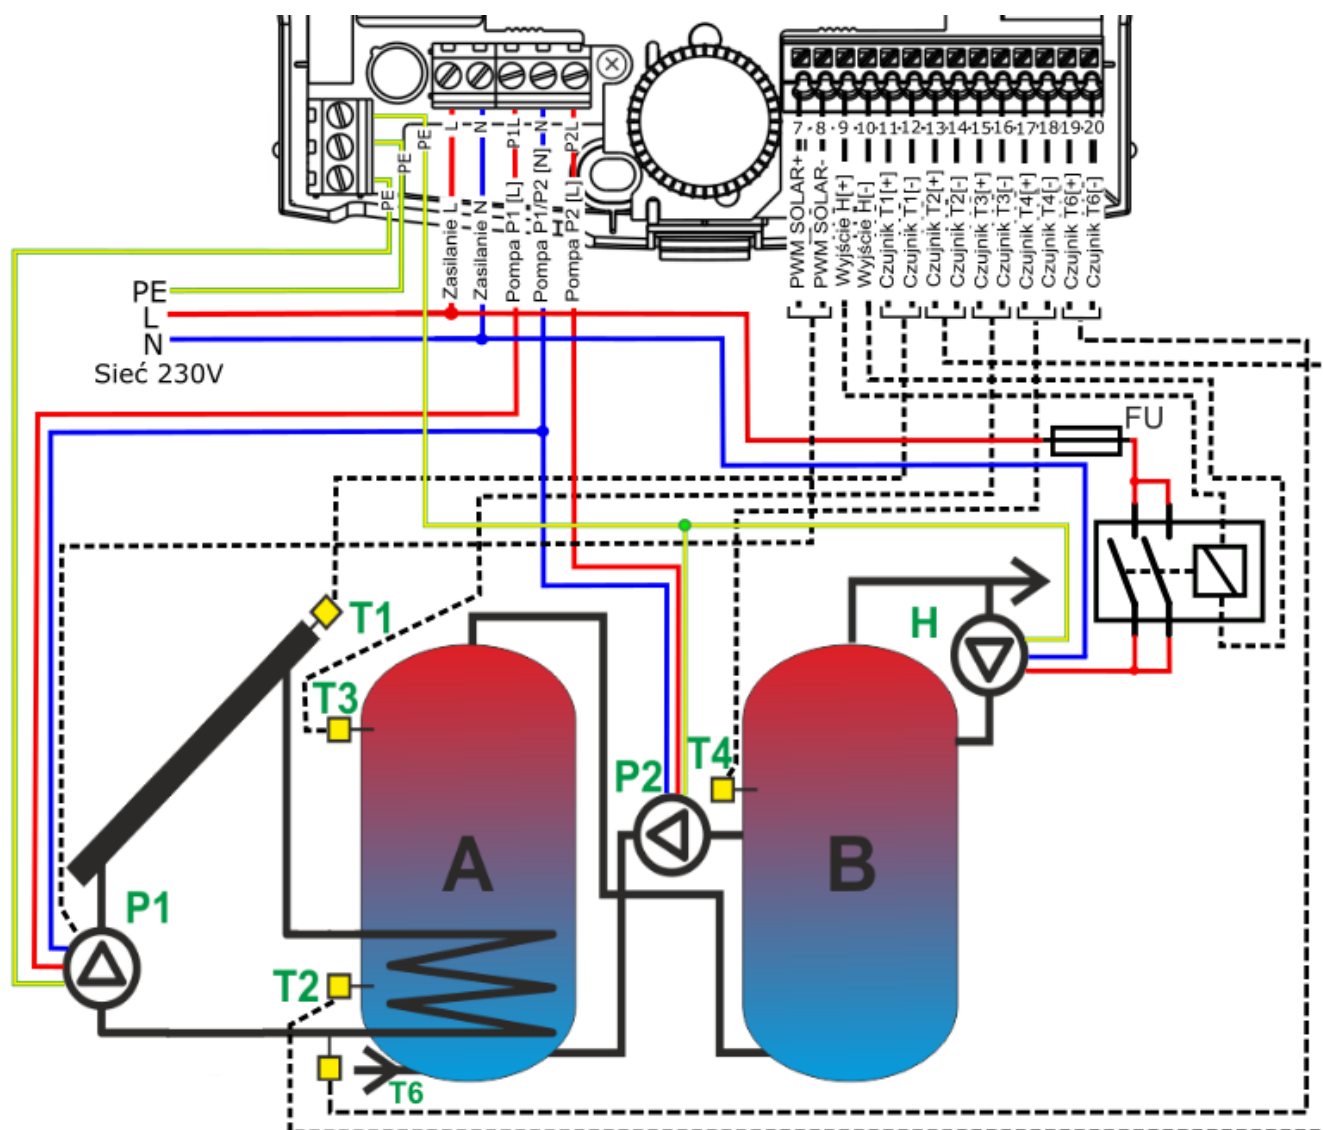 7 8 9 10 11 12 13 14 15 16 17 18 19 20
PE
PE
PE
L
N
P1L
N
P2L
Zasilanie L
Zasilanie N
Pompa P1 [L]
Pompa P1/P2 [N]
Pompa P2 [L]
PWM SOLAR+
PWM SOLAR-
Wyjście H[+]
Wyjście H[-]
Czujnik T1[+]
Czujnik T1[-]
Czujnik T2[+]
Czujnik T2[-]
Czujnik T3[+]
Czujnik T3[-]
Czujnik T4[+]
Czujnik T4[-]
Czujnik T6[+]
Czujnik T6[-]
PE
L
N
Sieć 230V
FU
T1
H
T3
T4
P2
A
B
P1
T2
T6